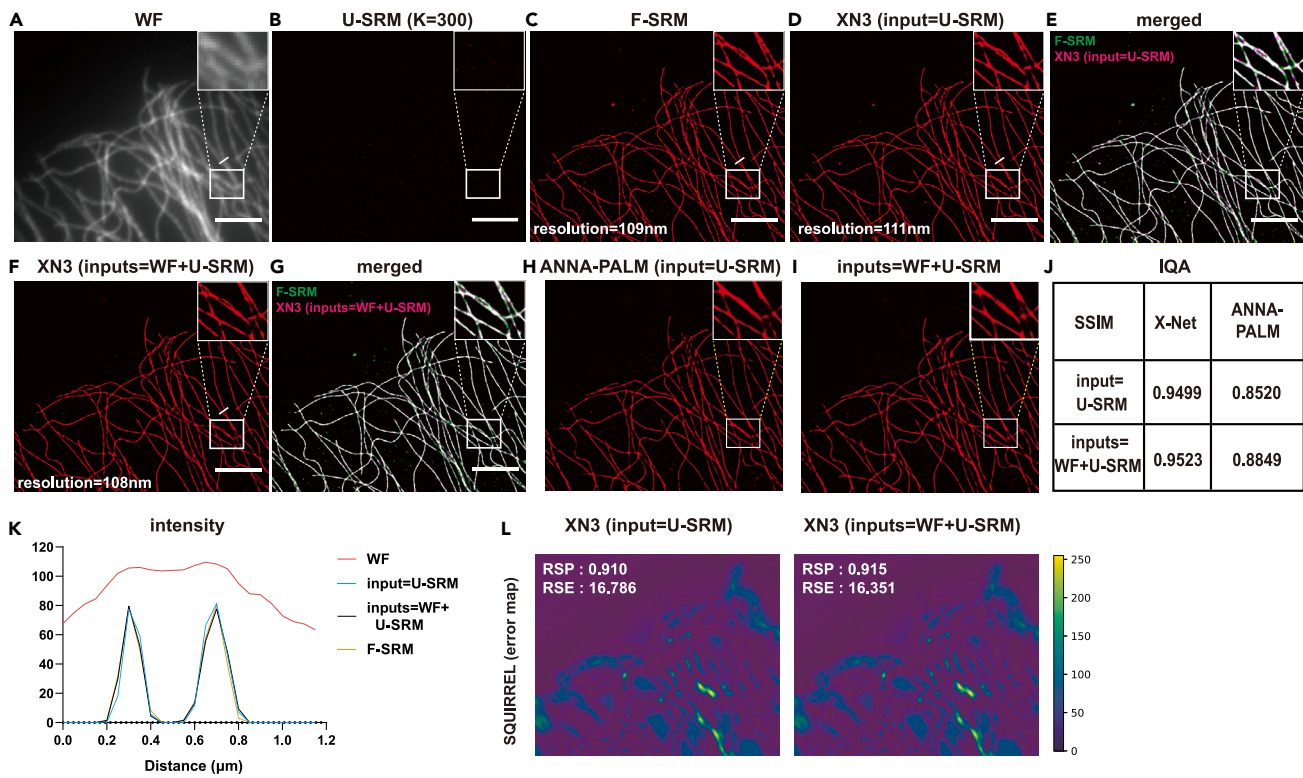 A WF
B U-SRM (K=300)
C F-SRM
D XN3 (input=U-SRM)
E merged
F-SRM
XN3 (input=U-SRM)
resolution=109nm
resolution=111nm
F XN3 (inputs=WF+U-SRM)
G merged
H ANNA-PALM (input=U-SRM)
I inputs=WF+U-SRM
J IQA
F-SRM
XN3 (inputs=WF+U-SRM)
resolution=108nm
SSIM X-Net ANNA-
PALM
input=
U-SRM 0.9499 0.8520
inputs=
WF+U-SRM 0.9523 0.8849
K intensity
120
100
80
60
40
20
0
0.0 0.2 0.4 0.6 0.8 1.0 1.2
Distance (µm)
WF
input=U-SRM
inputs=WF+
U-SRM
F-SRM
L XN3 (input=U-SRM) XN3 (inputs=WF+U-SRM)
SQUIRREL (error map)
RSP : 0.910
RSE : 16.786
RSP : 0.915
RSE : 16.351
250
200
150
100
50
0